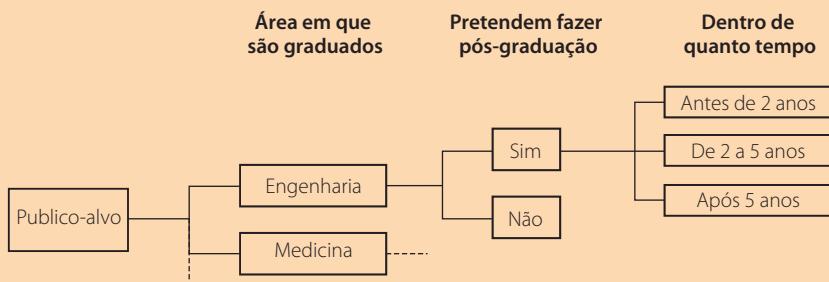 Área em que
são graduados
Pretendem fazer
pós-graduação
Dentro de
quanto tempo
Antes de 2 anos
Sim
De 2 a 5 anos
Engenharia
Após 5 anos
Publico-alvo
Não
Medicina